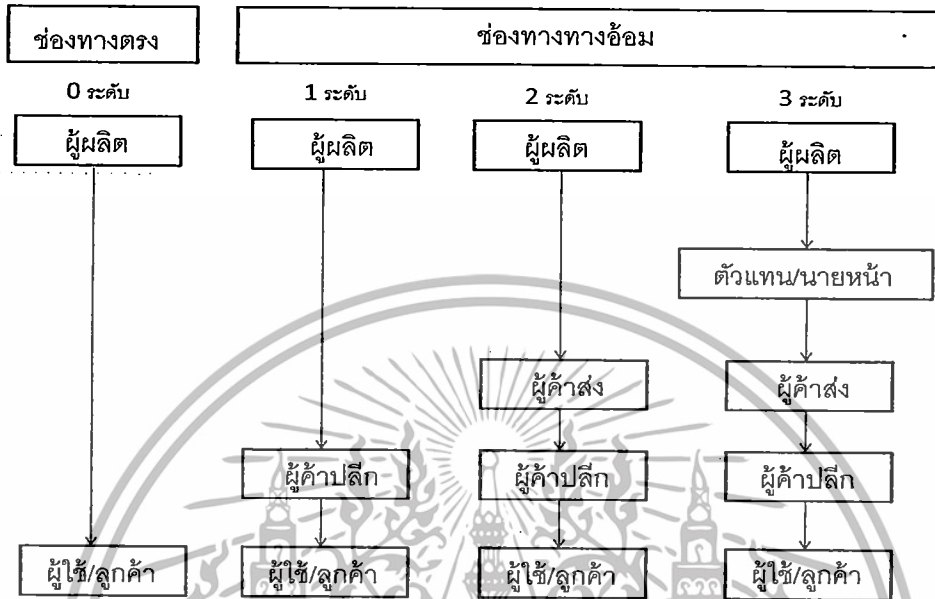 ช่องทางตรง ช่องทางทางอ้อม
0 ระดับ 1 ระดับ 2 ระดับ 3 ระดับ
ผู้ผลิต ผู้ผลิต ผู้ผลิต ผู้ผลิต
ตัวแทน/นายหน้า
ผู้ค้าส่ง ผู้ค้าส่ง
ผู้ค้าปลีก ผู้ค้าปลีก ผู้ค้าปลีก
ผู้ใช้/ลูกค้า ผู้ใช้/ลูกค้า ผู้ใช้/ลูกค้า ผู้ใช้/ลูกค้า